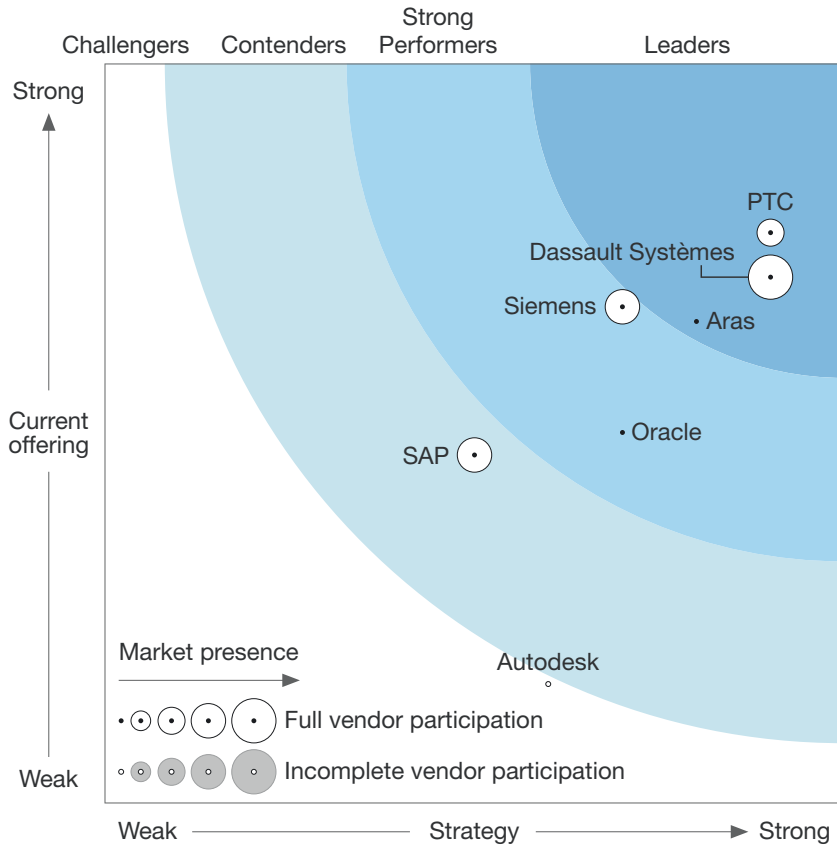 Strong
Challengers Contenders Performers Leaders
Strong
PTC
Dassault Systèmes
Siemens
Aras
Current
offering
Oracle
SAP
Market presence
Autodesk
Full vendor participation
Weak
Incomplete vendor participation
Weak Strategy Strong